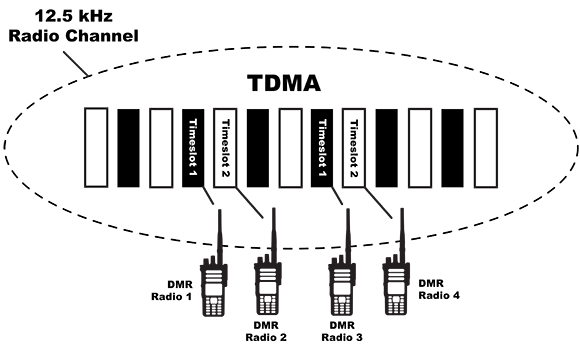 12.5 kHz
Radio Channel
TDMA
Timeslot 1
Timeslot 2
Timeslot 1
Timeslot 2
DMR
Radio 1
DMR
Radio 2
DMR
Radio 3
DMR
Radio 4